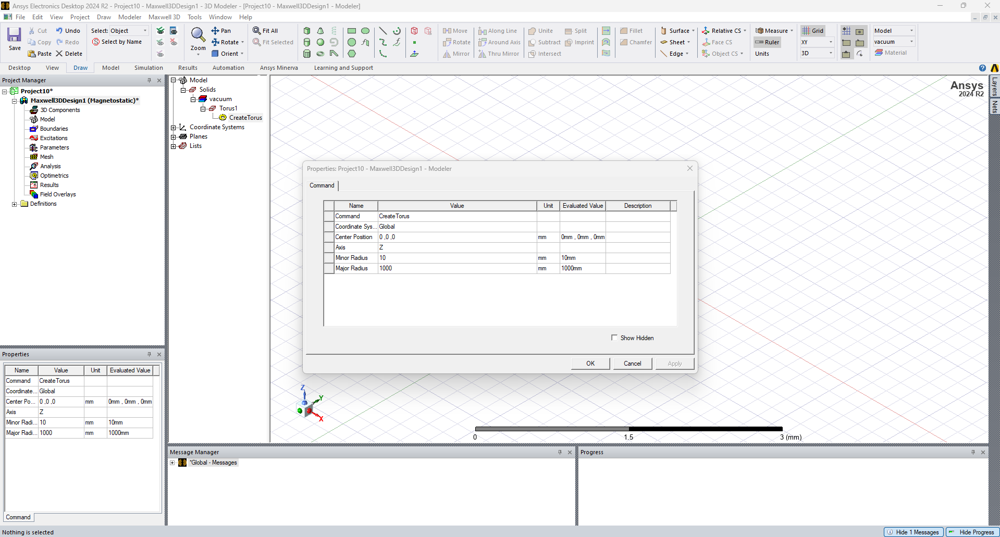 Ansys Electronics Desktop 2024 R2 - Project10 - Maxwell3DDesign1 - 3D Modeler - [Project10 - Maxwell3DDesign1 - Modeler]
File Edit View Project Draw Modeler Maxwell 3D Tools Window Help
Save
Cut Copy Paste
Undo Redo Delete
Select: Object
Select by Name
Zoom
Pan Rotate Orient
Fit All
Fit Selected
Move Rotate Mirror
Along Line
Around Axis
Thru Mirror
Unite Subtract Intersect
Split Imprint
Fillet Chamfer
Surface Sheet Edge
Relative CS
Face CS
Object CS
Measure Ruler Units
Grid XY 3D
Model vacuum Material
Desktop View Draw Model Simulation Results Automation Ansys Minerva Learning and Support
Project Manager
Project10*
Maxwell3DDesign1 (Magnetostatic)*
3D Components
Model
Boundaries
Excitations
Parameters
Mesh
Analysis
Optimetrics
Results
Field Overlays
Definitions
Model
Solids
vacuum
Torus1
CreateTorus
Coordinate Systems
Planes
Lists
Ansys
2024 R2
Layers
Nets
Properties: Project10 - Maxwell3DDesign1 - Modeler
Command
Name Value Unit Evaluated Value Description
Command CreateTorus
Coordinate Sys... Global
Center Position 0 ,0 ,0 mm 0mm , 0mm , 0mm
Axis Z
Minor Radius 10 mm 10mm
Major Radius 1000 mm 1000mm
Show Hidden
OK Cancel Apply
Properties
Name Value Unit Evaluated Value
Command CreateTorus
Coordinate... Global
Center Po... 0 ,0 ,0 mm 0mm , 0mm , 0mm
Axis Z
Minor Radi... 10 mm 10mm
Major Radi... 1000 mm 1000mm
Command
Z
Y
X
0 1.5 3 (mm)
Message Manager
*Global - Messages
Progress
Nothing is selected
Hide 1 Messages Hide Progress